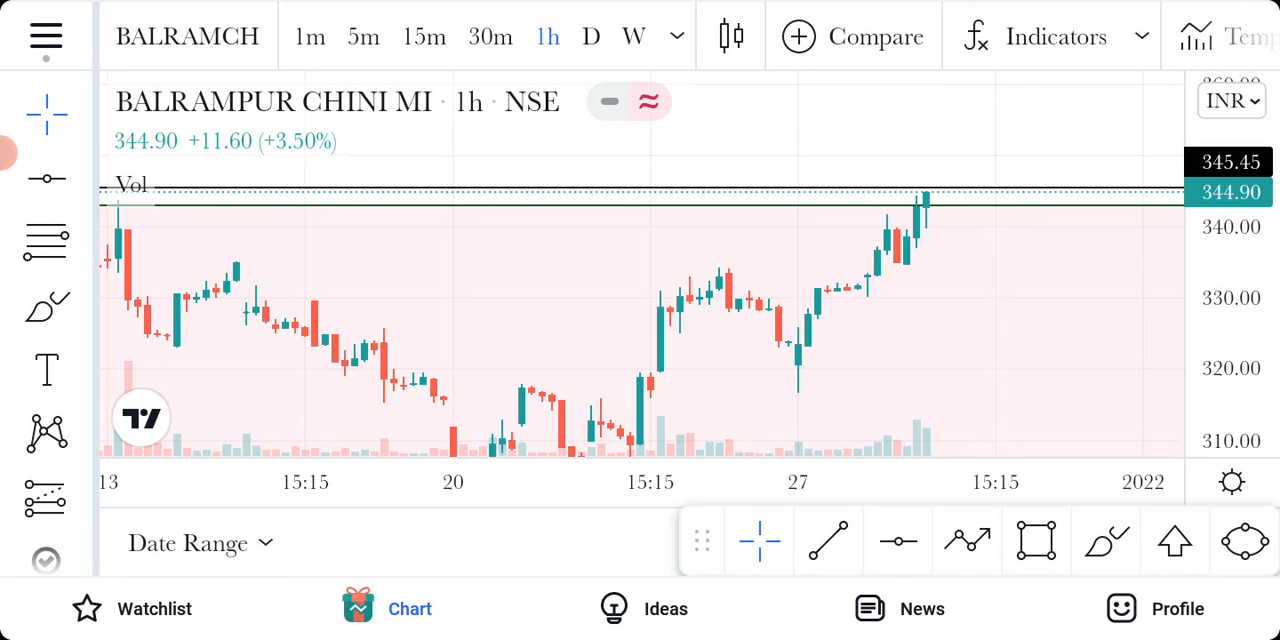 BALRAMCH 1m 5m 15m 30m 1h D W Compare Indicators Temp
BALRAMPUR CHINI MI · 1h · NSE
INR
344.90 +11.60 (+3.50%)
Vol
345.45
344.90
340.00
330.00
320.00
310.00
13 15:15 20 15:15 27 15:15 2022
Date Range
Watchlist Chart Ideas News Profile